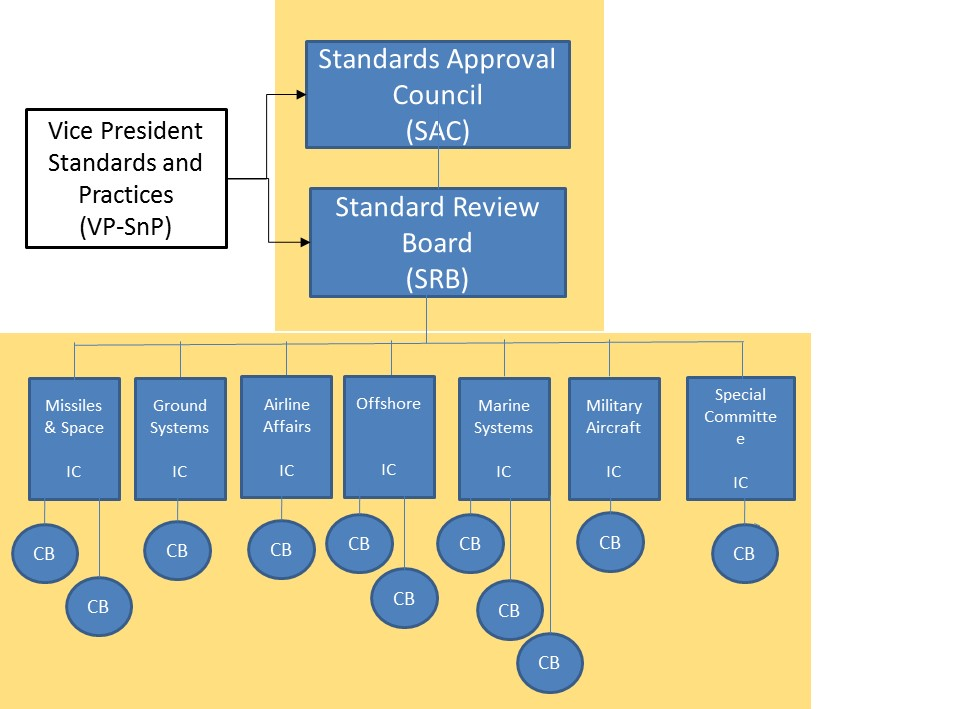 Standards Approval
Council
(SAC)
Vice President
Standards and
Practices
(VP-SnP)
Standard Review
Board
(SRB)
Missiles
& Space
IC
Ground
Systems
IC
Airline
Affairs
IC
Offshore
IC
Marine
Systems
IC
Military
Aircraft
IC
Special
Committe
e
IC
CB
CB
CB
CB
CB
CB
CB
CB
CB
CB
CB